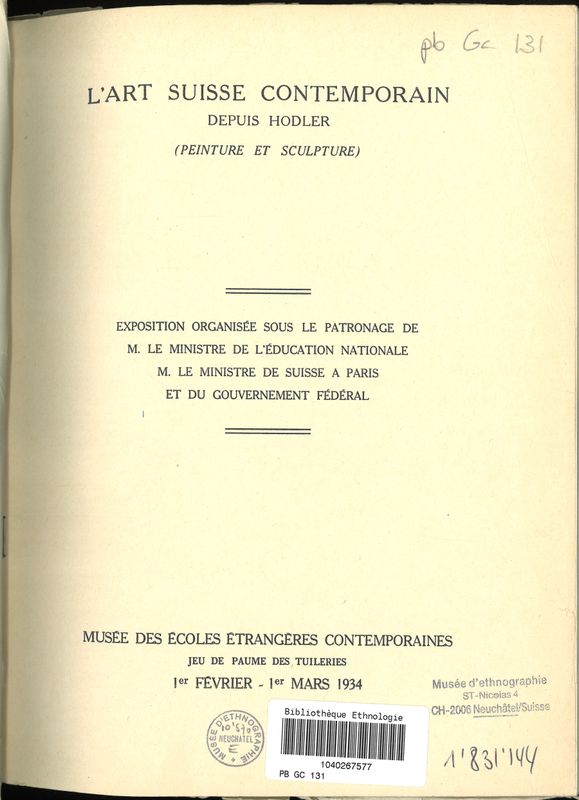 pb Gc 131
L'ART SUISSE CONTEMPORAIN
DEPUIS HODLER
(PEINTURE ET SCULPTURE)
EXPOSITION ORGANISÉE SOUS LE PATRONAGE DE
M. LE MINISTRE DE L'ÉDUCATION NATIONALE
M. LE MINISTRE DE SUISSE A PARIS
ET DU GOUVERNEMENT FÉDÉRAL
MUSÉE DES ÉCOLES ÉTRANGÈRES CONTEMPORAINES
JEU DE PAUME DES TUILERIES
1er FÉVRIER - 1er MARS 1934
Musée d'ethnographie
ST-Nicolas 4
CH-2006 Neuchâtel/Suisse
MUSÉE D'ETHNOGRAPHIE
NEUCHATEL
Bibliothèque Ethnologie
1040267577
PB GC 131
1'831'144